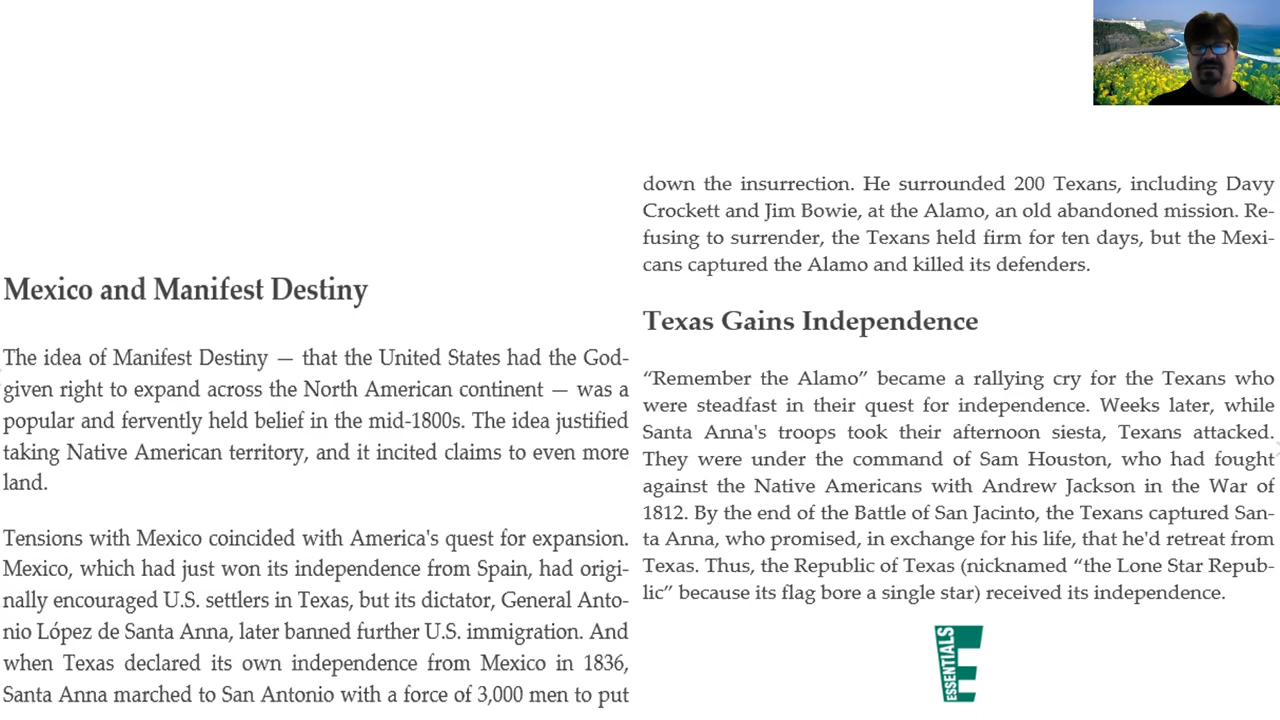 Mexico and Manifest Destiny
The idea of Manifest Destiny — that the United States had the God-
given right to expand across the North American continent — was a
popular and fervently held belief in the mid-1800s. The idea justified
taking Native American territory, and it incited claims to even more
land.
Tensions with Mexico coincided with America's quest for expansion.
Mexico, which had just won its independence from Spain, had origi-
nally encouraged U.S. settlers in Texas, but its dictator, General Anto-
nio López de Santa Anna, later banned further U.S. immigration. And
when Texas declared its own independence from Mexico in 1836,
Santa Anna marched to San Antonio with a force of 3,000 men to put
down the insurrection. He surrounded 200 Texans, including Davy
Crockett and Jim Bowie, at the Alamo, an old abandoned mission. Re-
fusing to surrender, the Texans held firm for ten days, but the Mexi-
cans captured the Alamo and killed its defenders.
Texas Gains Independence
“Remember the Alamo” became a rallying cry for the Texans who
were steadfast in their quest for independence. Weeks later, while
Santa Anna's troops took their afternoon siesta, Texans attacked.
They were under the command of Sam Houston, who had fought
against the Native Americans with Andrew Jackson in the War of
1812. By the end of the Battle of San Jacinto, the Texans captured San-
ta Anna, who promised, in exchange for his life, that he'd retreat from
Texas. Thus, the Republic of Texas (nicknamed “the Lone Star Repub-
lic” because its flag bore a single star) received its independence.
ESSENTIALS